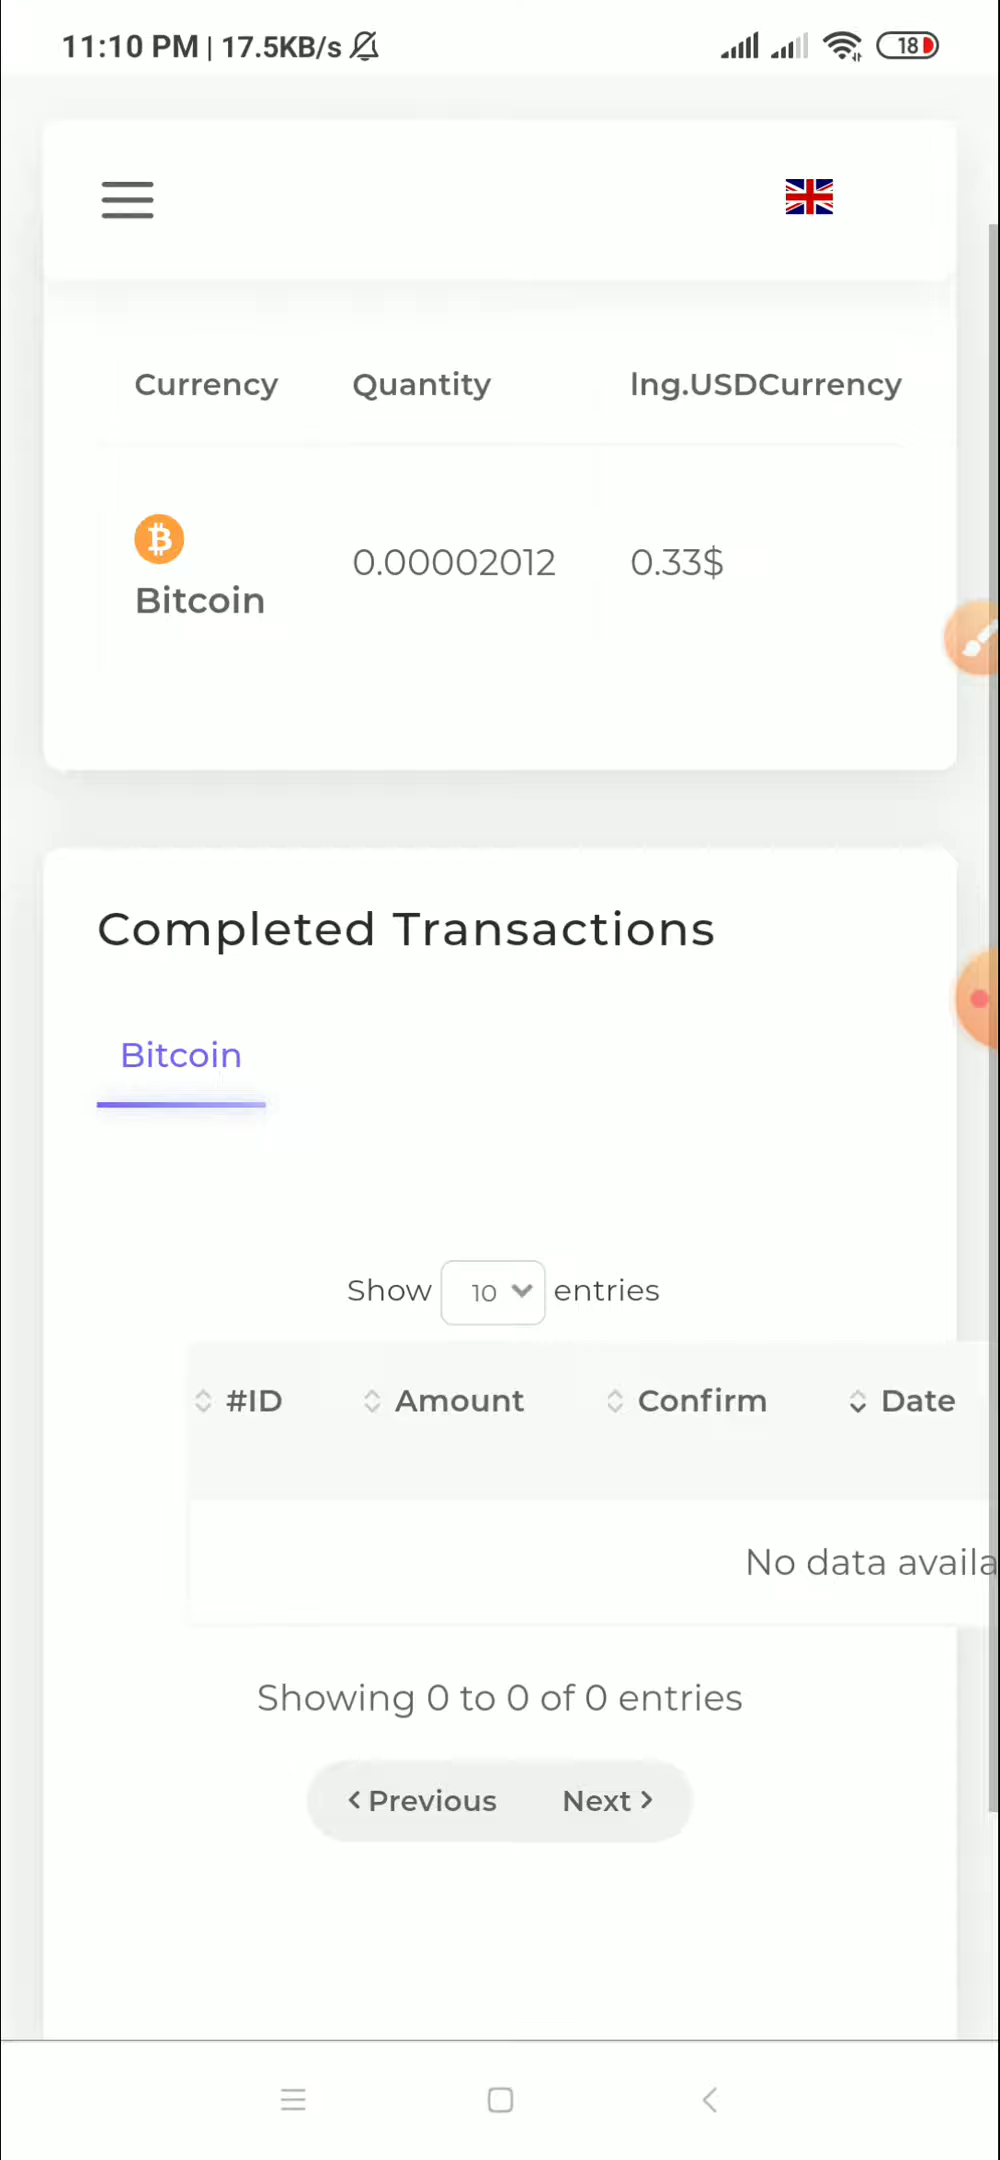 11:10 PM | 17.5KB/s
18
Currency Quantity lng.USDCurrency
Bitcoin 0.00002012 0.33$
Completed Transactions
Bitcoin
Show 10 entries
#ID Amount Confirm Date
No data availa
Showing 0 to 0 of 0 entries
Previous Next